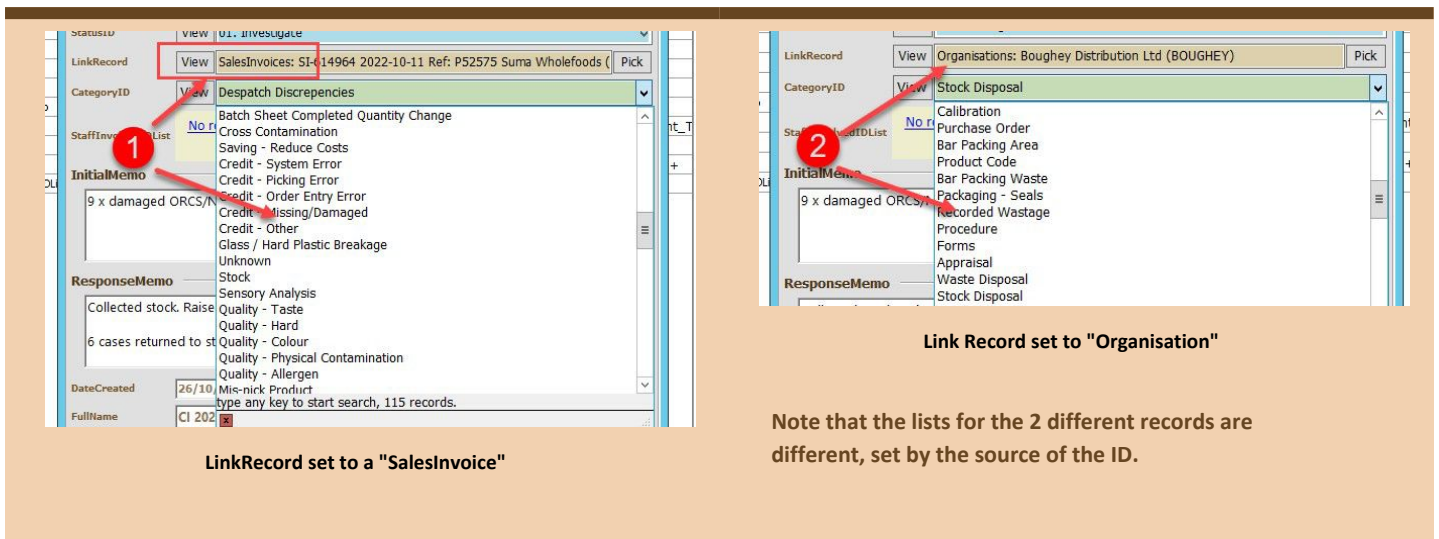 StatusID View 01. Investigate
LinkRecord View SalesInvoices: SI-614964 2022-10-11 Ref: P52575 Suma Wholefoods ( Pick
CategoryID View Despatch Discrepencies
Batch Sheet Completed Quantity Change
Cross Contamination
StaffInvolvedIDList No re
Saving - Reduce Costs
Credit - System Error
1
Credit - Picking Error
InitialMemo
Credit - Order Entry Error
9 x damaged ORCS/N
Credit - Missing/Damaged
Credit - Other
Glass / Hard Plastic Breakage
Unknown
ResponseMemo
Stock
Sensory Analysis
Collected stock. Raise
Quality - Taste
Quality - Hard
6 cases returned to st
Quality - Colour
Quality - Physical Contamination
Quality - Allergen
DateCreated 26/10/
Mis-nick Product
type any key to start search, 115 records.
FullName CI 202
LinkRecord set to a "SalesInvoice"
LinkRecord View Organisations: Boughey Distribution Ltd (BOUGHEY) Pick
CategoryID View Stock Disposal
Calibration
No re
Purchase Order
2
Bar Packing Area
Product Code
InitialMemo
Bar Packing Waste
9 x damaged ORCS/
Packaging - Seals
Recorded Wastage
Procedure
Forms
Appraisal
ResponseMemo
Waste Disposal
Stock Disposal
Link Record set to "Organisation"
Note that the lists for the 2 different records are
different, set by the source of the ID.